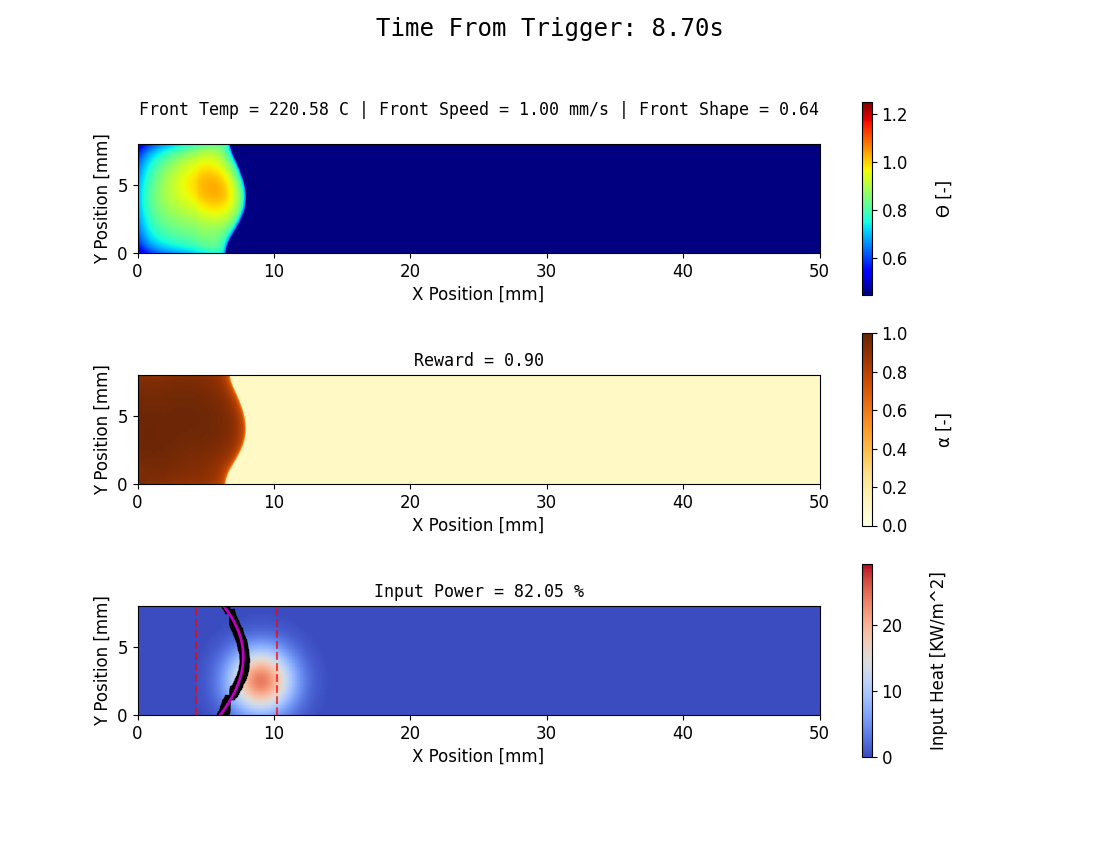 Time From Trigger: 8.70s
Front Temp = 220.58 C | Front Speed = 1.00 mm/s | Front Shape = 0.64
Y Position [mm]
5
0
0 10 20 30 40 50
X Position [mm]
1.2
1.0
0.8
0.6
Θ [-]
Reward = 0.90
Y Position [mm]
5
0
0 10 20 30 40 50
X Position [mm]
1.0
0.8
0.6
0.4
0.2
0.0
α [-]
Input Power = 82.05 %
Y Position [mm]
5
0
0 10 20 30 40 50
X Position [mm]
20
10
0
Input Heat [KW/m^2]